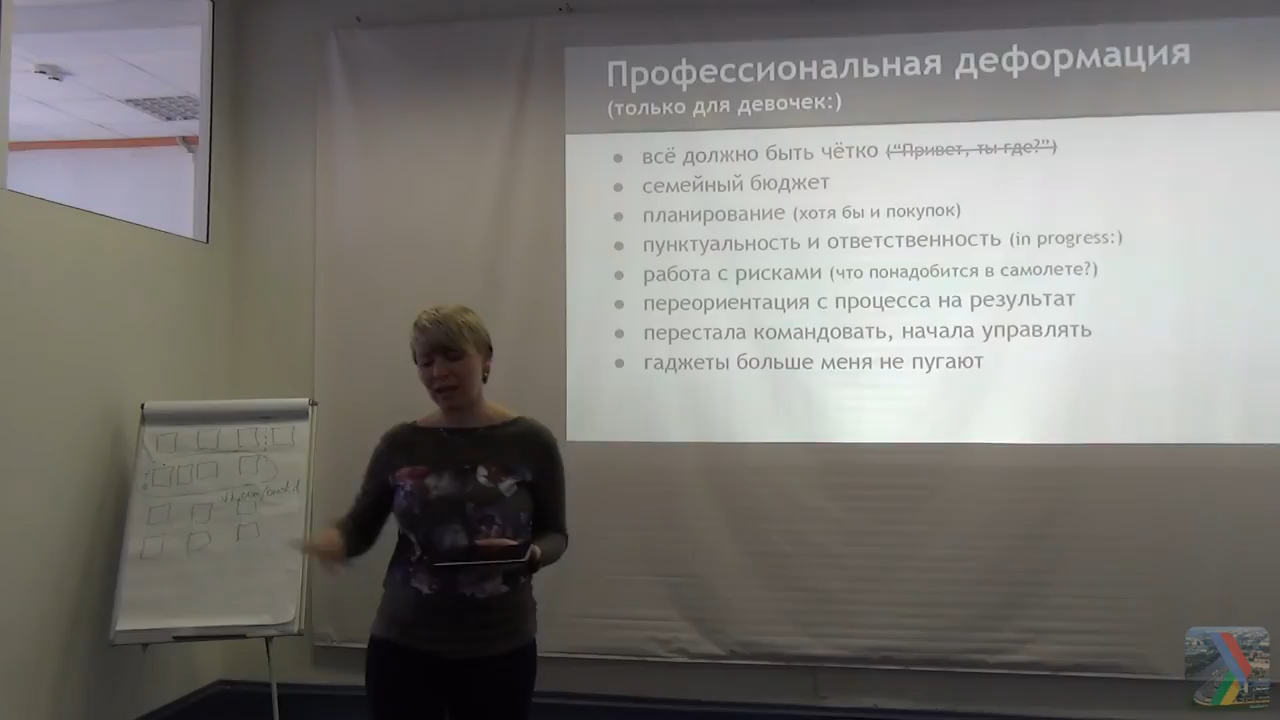 Профессиональная деформация
(только для девочек:)
всё должно быть чётко ("Привет, ты где?")
семейный бюджет
планирование (хотя бы и покупок)
пунктуальность и ответственность (in progress:)
работа с рисками (что понадобится в самолете?)
переориентация с процесса на результат
перестала командовать, начала управлять
гаджеты больше меня не пугают